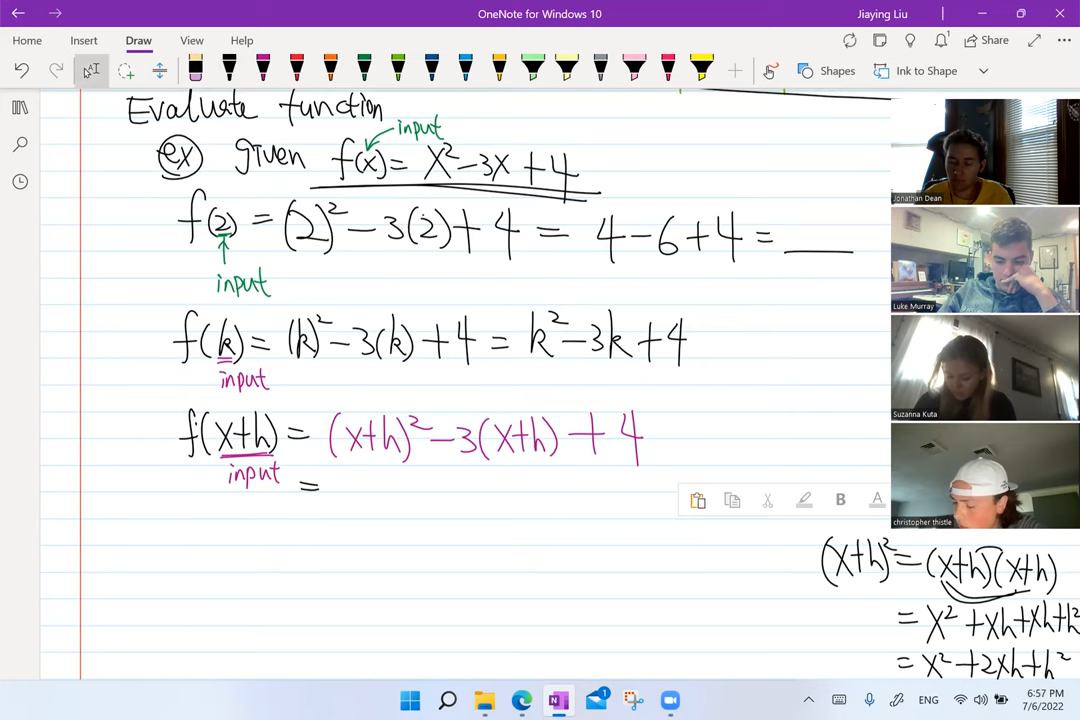 OneNote for Windows 10
Jiaying Liu
Home Insert Draw View Help
Share
Shapes
Ink to Shape
Evaluate function
input
ex given f(x) = x² - 3x + 4
f(2) = (2)² - 3(2) + 4 = 4 - 6 + 4 = ____
input
f(k) = (k)² - 3(k) + 4 = k² - 3k + 4
input
f(x+h) = (x+h)² - 3(x+h) + 4
input
=
B A
Jonathan Dean
Luke Murray
Suzanna Kuta
christopher thistle
(x+h)² = (x+h)(x+h)
= x² + xh + xh + h²
= x² + 2xh + h²
1
ENG
6:57 PM
7/6/2022